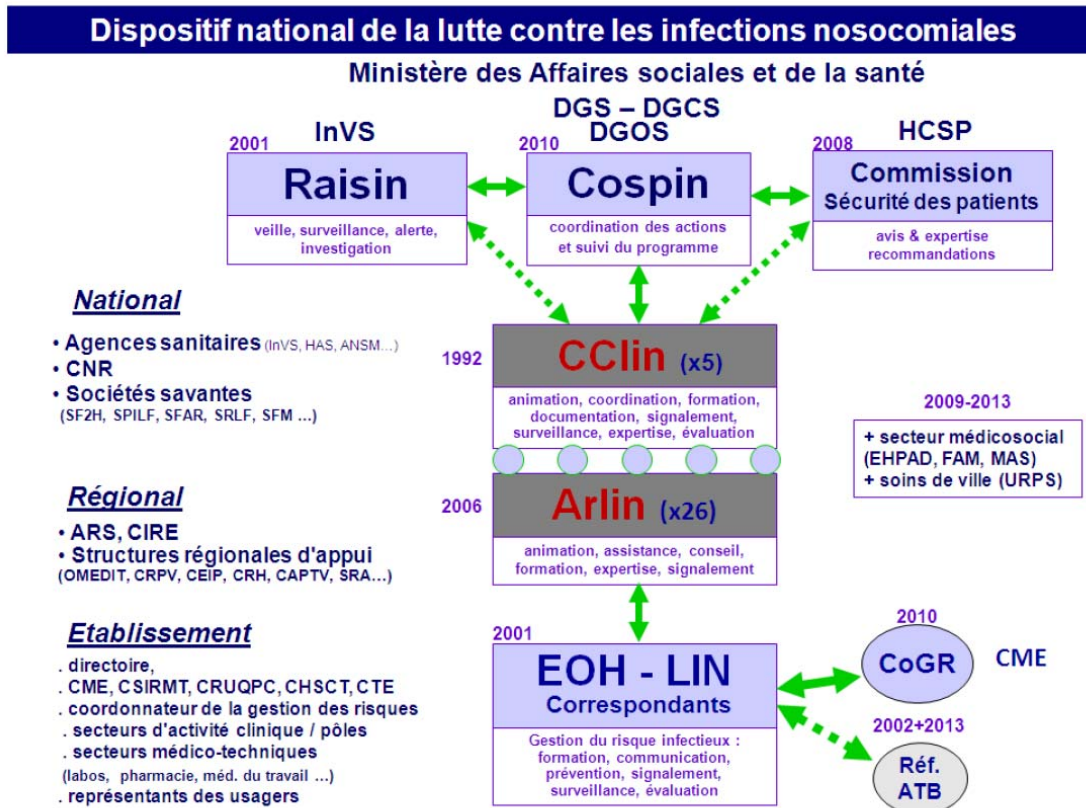 Dispositif national de la lutte contre les infections nosocomiales
Ministère des Affaires sociales et de la santé
DGS – DGCS
InVS
DGOS
HCSP
2001
2010
2008
Raisin
veille, surveillance, alerte,
investigation
Cospin
coordination des actions
et suivi du programme
Commission
Sécurité des patients
avis & expertise
recommandations
National
• Agences sanitaires (InVS, HAS, ANSM...)
• CNR
• Sociétés savantes
(SF2H, SPILF, SFAR, SRLF, SFM ...)
1992
CClin (x5)
animation, coordination, formation,
documentation, signalement,
surveillance, expertise, évaluation
2009-2013
+ secteur médicosocial
(EHPAD, FAM, MAS)
+ soins de ville (URPS)
Régional
• ARS, CIRE
• Structures régionales d'appui
(OMEDIT, CRPV, CEIP, CRH, CAPTV, SRA...)
2006
Arlin (x26)
animation, assistance, conseil,
formation, expertise, signalement
Etablissement
. directoire,
. CME, CSIRMT, CRUQPC, CHSCT, CTE
. coordonnateur de la gestion des risques
. secteurs d'activité clinique / pôles
. secteurs médico-techniques
(labos, pharmacie, méd. du travail ...)
. représentants des usagers
2001
EOH - LIN
Correspondants
Gestion du risque infectieux :
formation, communication,
prévention, signalement,
surveillance, évaluation
2010
CoGR
CME
2002+2013
Réf.
ATB